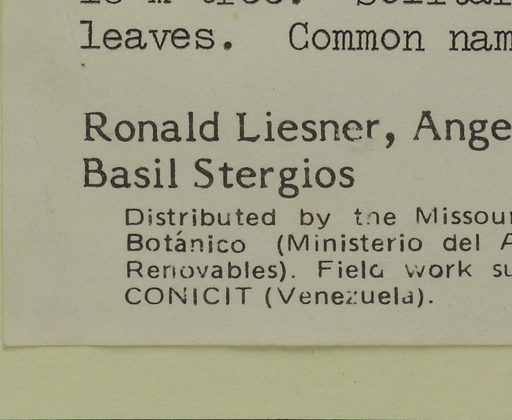 leaves. Common nam
Ronald Liesner, Ange
Basil Stergios
Distributed by the Missour
Botánico (Ministerio del A
Renovables). Field work su
CONICIT (Venezuela).